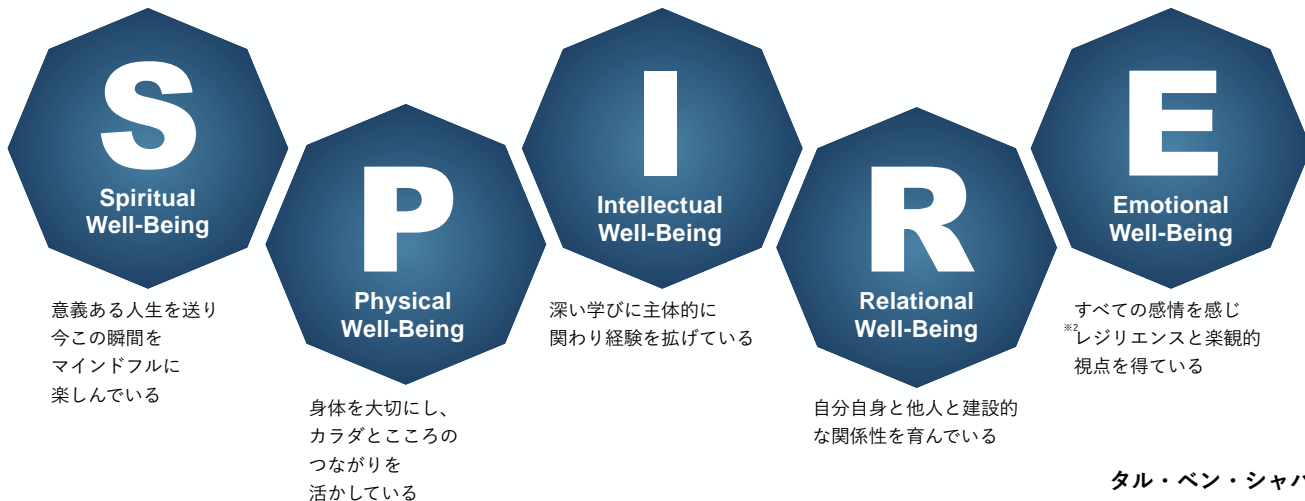 S
Spiritual
Well-Being
意義ある人生を送り
今この瞬間を
マインドフルに
楽しんでいる
P
Physical
Well-Being
身体を大切にし、
カラダとこころの
つながりを
活かしている
I
Intellectual
Well-Being
深い学びに主体的に
関わり経験を拡げている
R
Relational
Well-Being
自分自身と他人と建設的
な関係性を育んでいる
E
Emotional
Well-Being
すべての感情を感じ
※2レジリエンスと楽観的
視点を得ている
タル・ベン・シャハ